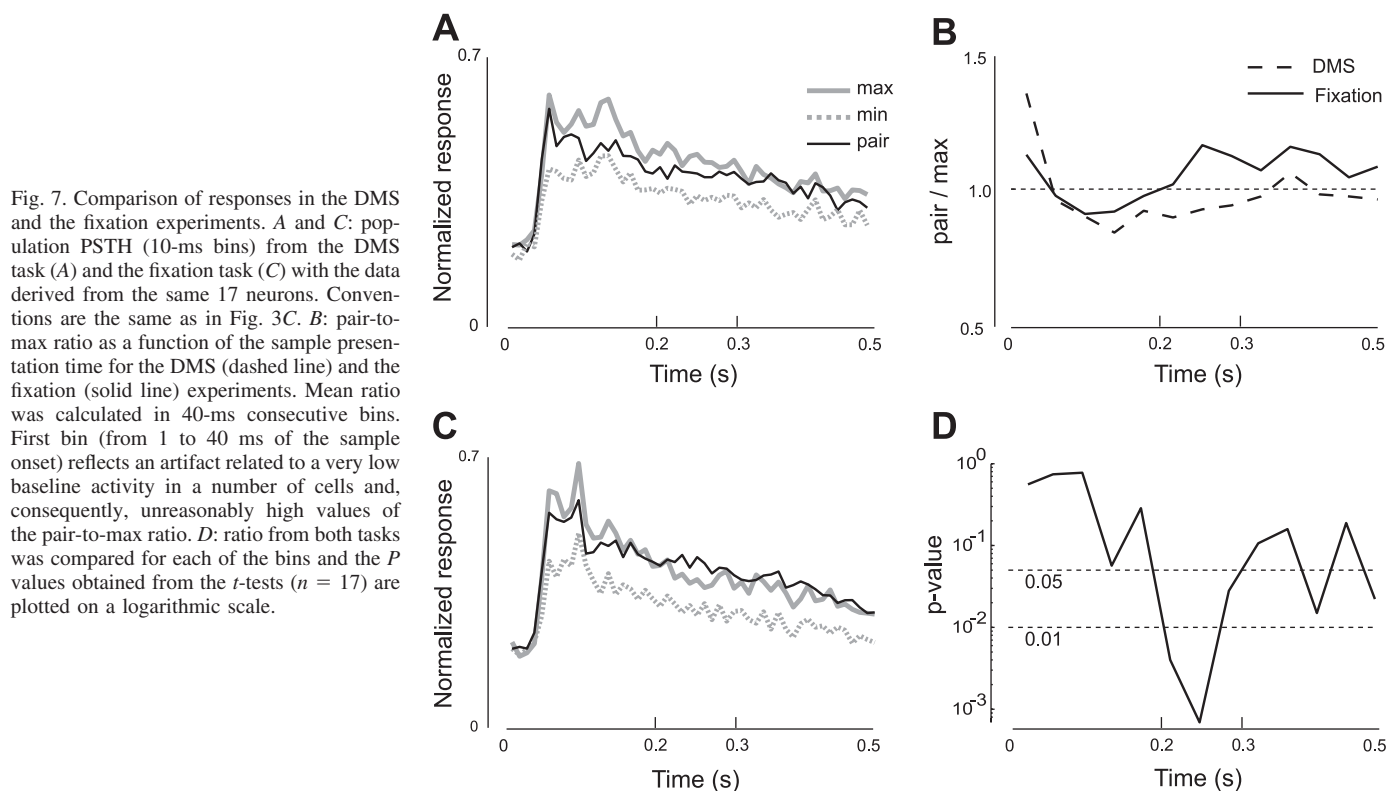 Fig. 7. Comparison of responses in the DMS
and the fixation experiments. A and C: pop-
ulation PSTH (10-ms bins) from the DMS
task (A) and the fixation task (C) with the data
derived from the same 17 neurons. Conven-
tions are the same as in Fig. 3C. B: pair-to-
max ratio as a function of the sample presen-
tation time for the DMS (dashed line) and the
fixation (solid line) experiments. Mean ratio
was calculated in 40-ms consecutive bins.
First bin (from 1 to 40 ms of the sample
onset) reflects an artifact related to a very low
baseline activity in a number of cells and,
consequently, unreasonably high values of
the pair-to-max ratio. D: ratio from both tasks
was compared for each of the bins and the P
values obtained from the t-tests (n = 17) are
plotted on a logarithmic scale.
A
0.7
Normalized response
0
max
min
pair
0 0.2 0.3 0.5
Time (s)
B
1.5
pair / max
1.0
0.5
DMS
Fixation
0 0.2 0.3 0.5
Time (s)
C
0.7
Normalized response
0
0 0.2 0.3 0.5
Time (s)
D
10^0
10^-1
p-value
10^-2
10^-3
0.05
0.01
0 0.2 0.3 0.5
Time (s)